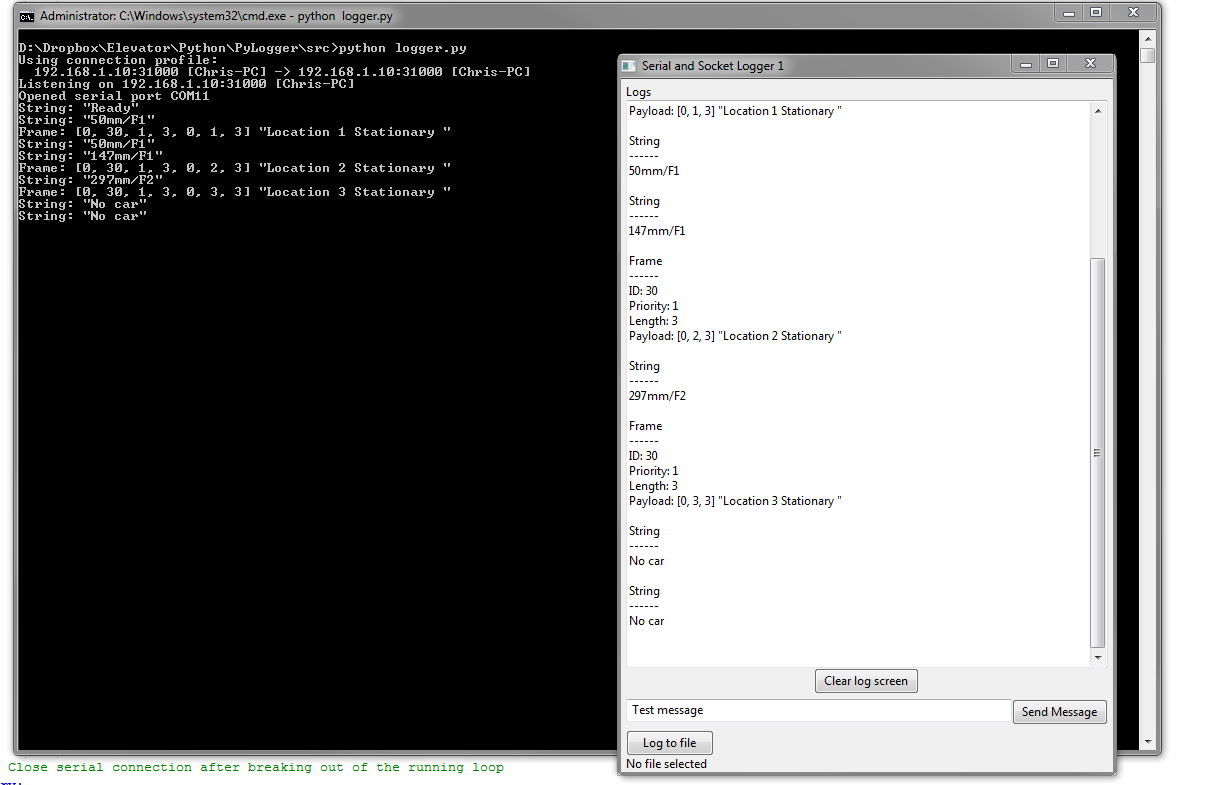 Administrator: C:\Windows\system32\cmd.exe - python  logger.py
D:\Dropbox\Elevator\Python\PyLogger\src>python logger.py
Using connection profile:
  192.168.1.10:31000 [Chris-PC] -> 192.168.1.10:31000 [Chris-PC]
Listening on 192.168.1.10:31000 [Chris-PC]
Opened serial port COM11
String: "Ready"
String: "50mm/F1"
Frame: [0, 30, 1, 3, 0, 1, 3] "Location 1 Stationary "
String: "50mm/F1"
String: "147mm/F1"
Frame: [0, 30, 1, 3, 0, 2, 3] "Location 2 Stationary "
String: "297mm/F2"
Frame: [0, 30, 1, 3, 0, 3, 3] "Location 3 Stationary "
String: "No car"
String: "No car"
Serial and Socket Logger 1
Logs
Payload: [0, 1, 3] "Location 1 Stationary "
String
------
50mm/F1
String
------
147mm/F1
Frame
------
ID: 30
Priority: 1
Length: 3
Payload: [0, 2, 3] "Location 2 Stationary "
String
------
297mm/F2
Frame
------
ID: 30
Priority: 1
Length: 3
Payload: [0, 3, 3] "Location 3 Stationary "
String
------
No car
String
------
No car
Clear log screen
Test message
Send Message
Log to file
No file selected
Close serial connection after breaking out of the running loop